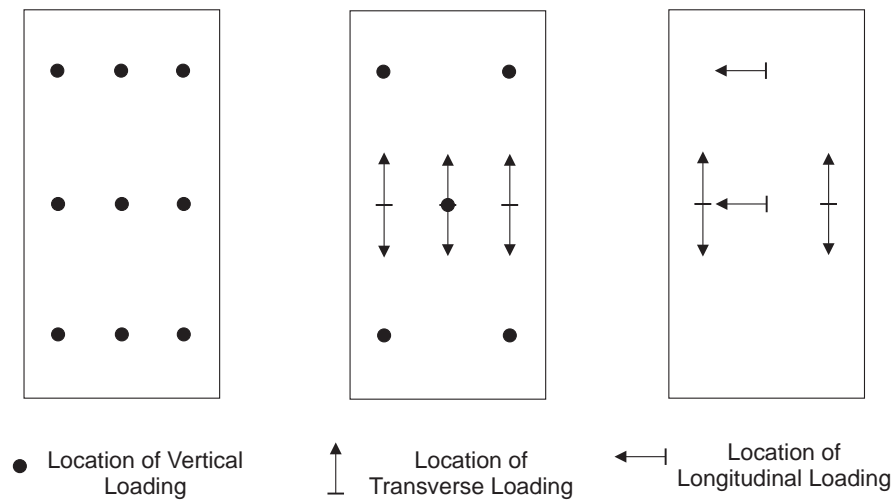 Location of Vertical
Loading
Location of
Transverse Loading
Location of
Longitudinal Loading